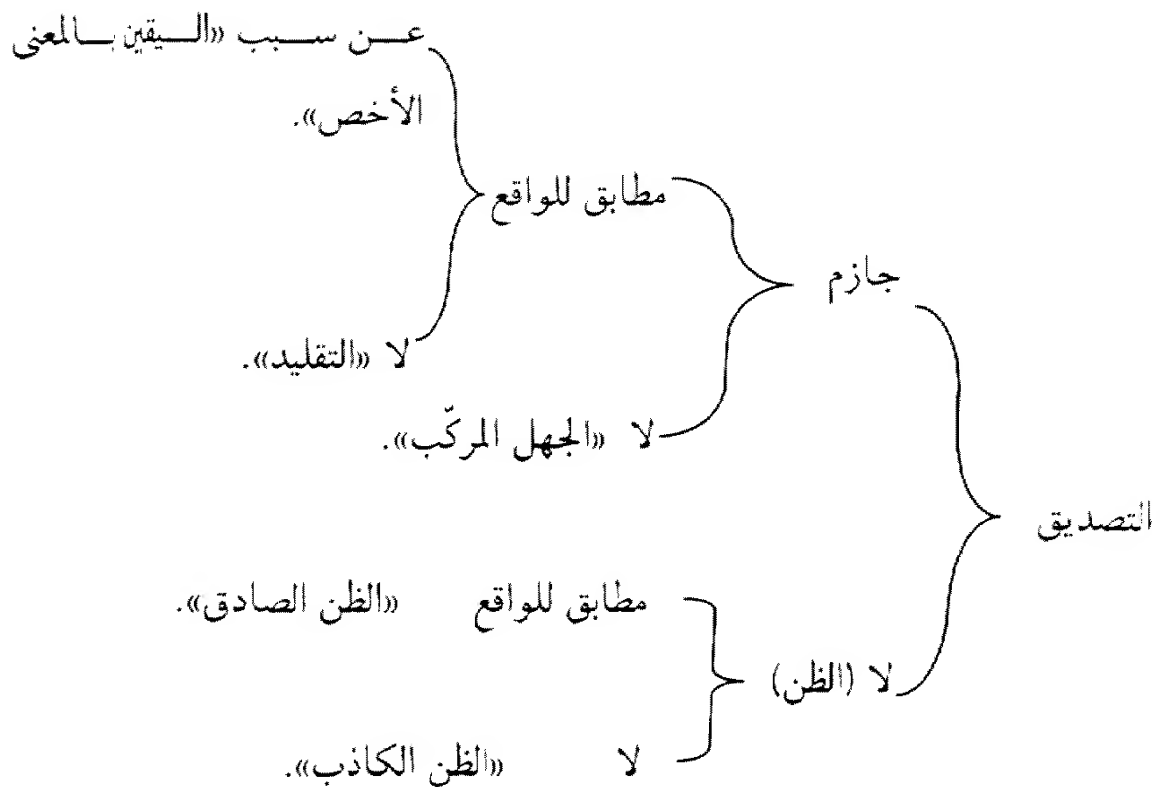 عن سبب «اليقين بالمعنى
الأخص».
مطابق للواقع
جازم
لا «التقليد».
لا «الجهل المركّب».
التصديق
مطابق للواقع «الظن الصادق».
لا (الظن)
لا «الظن الكاذب».